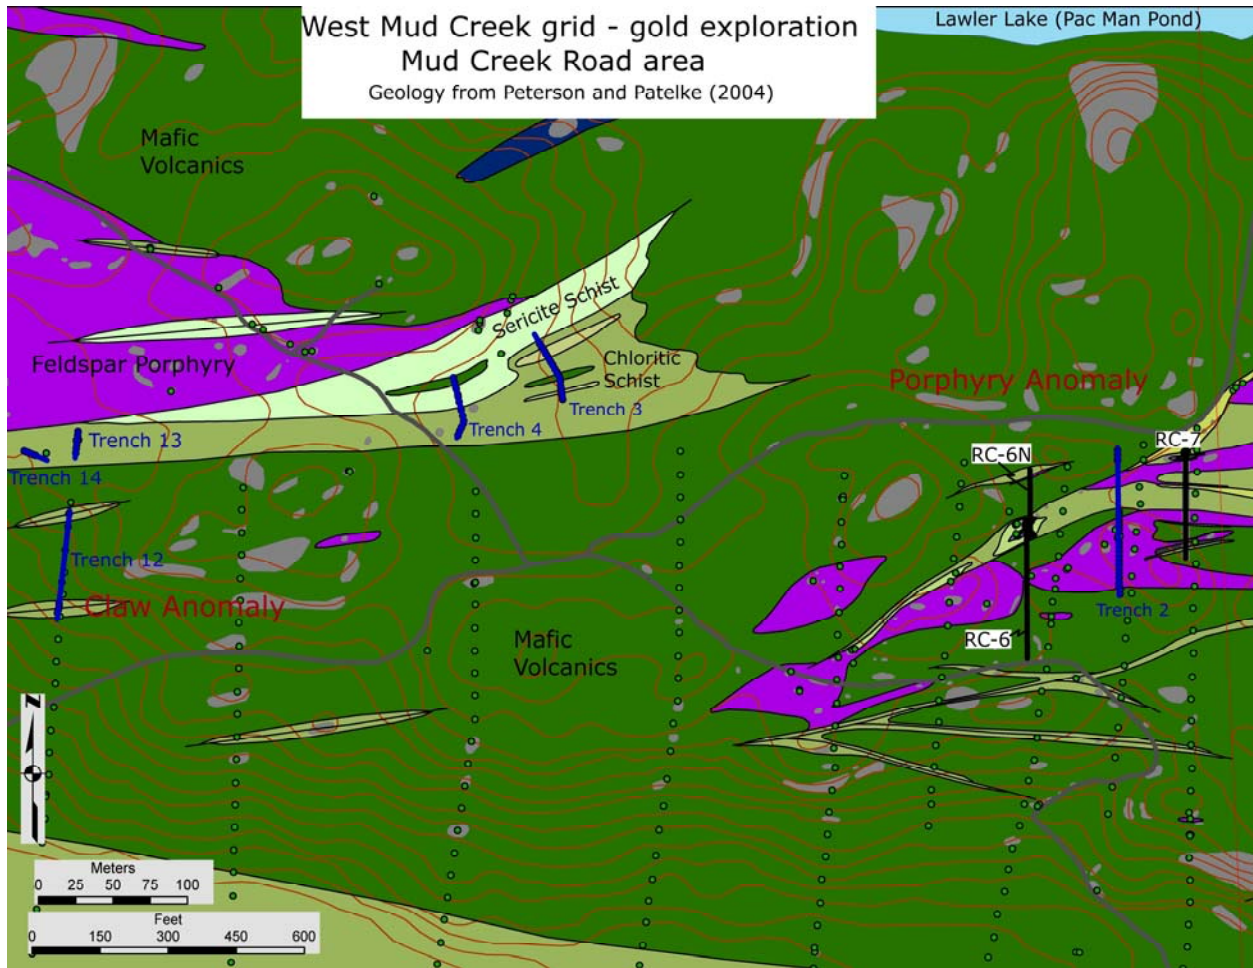 West Mud Creek grid - gold exploration
Mud Creek Road area
Geology from Peterson and Patelke (2004)
Lawler Lake (Pac Man Pond)
Mafic
Volcanics
Sericite Schist
Feldspar Porphyry
Chloritic
Schist
Porphyry Anomaly
Trench 3
Trench 4
Trench 13
Trench 14
RC-7
RC-6N
Trench 12
Claw Anomaly
Trench 2
RC-6
Mafic
Volcanics
N
Meters
0 25 50 75 100
Feet
0 150 300 450 600